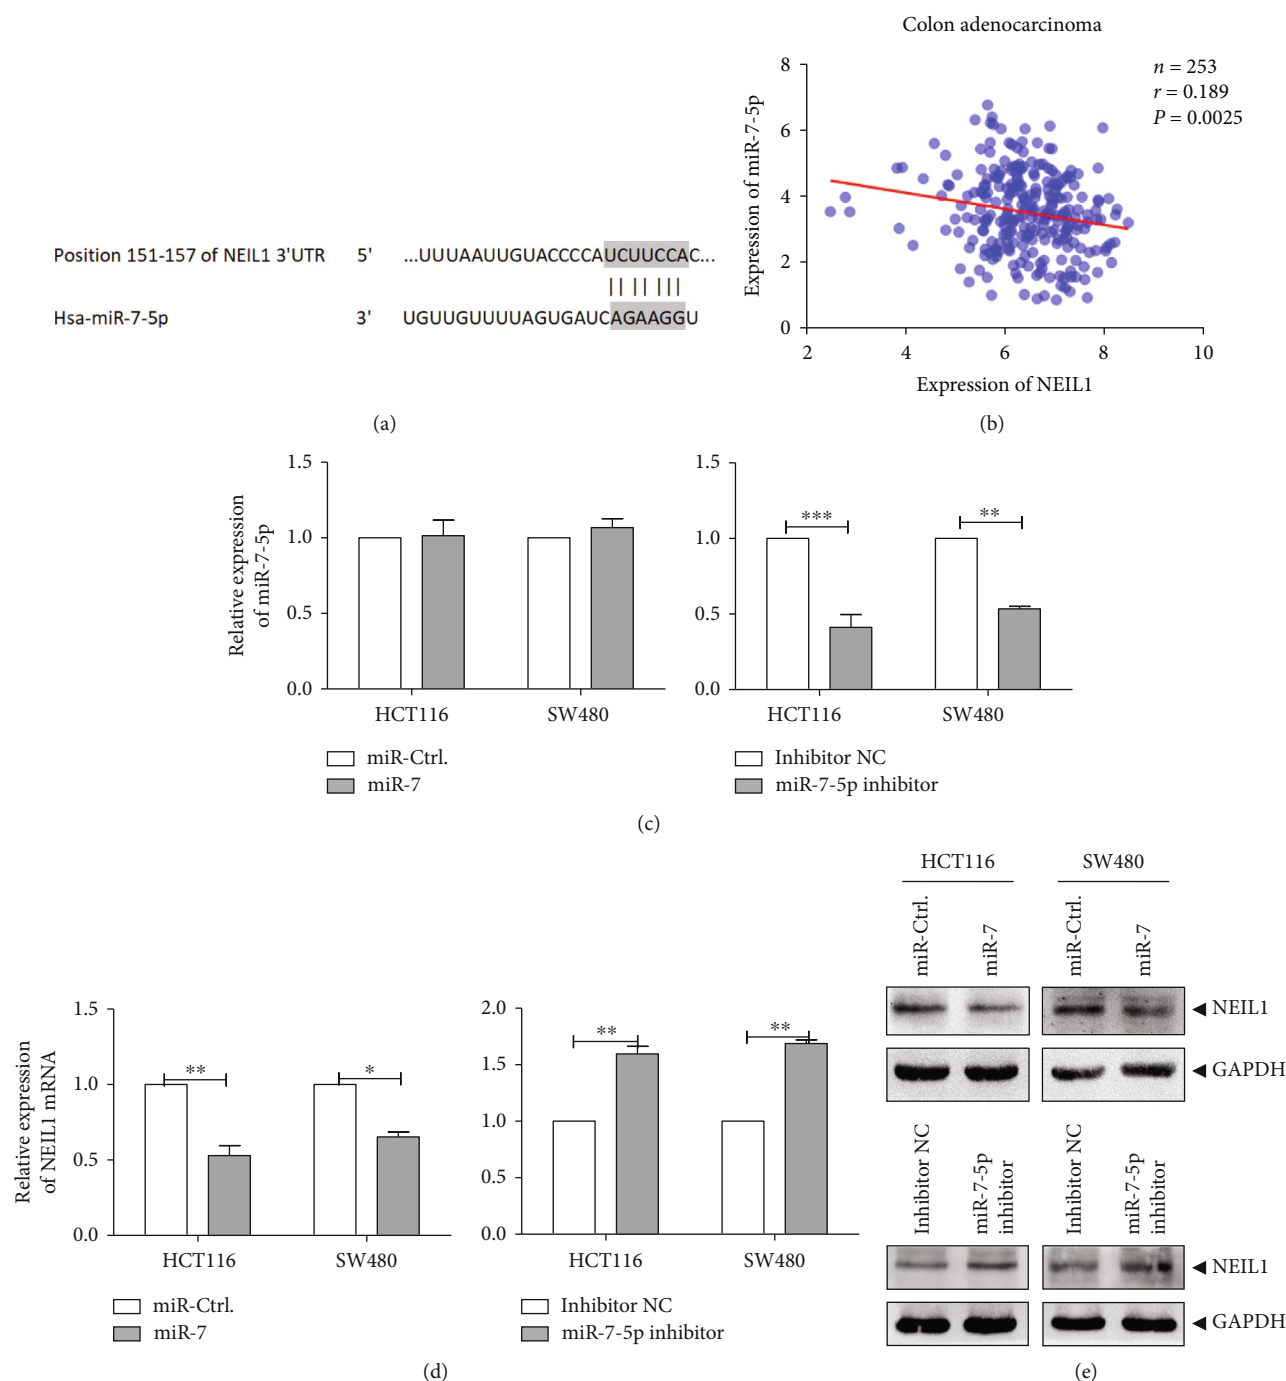 Position 151-157 of NEIL1 3'UTR 5' ...UUUAAUUGUACCCCAUCUUCCAC...
Hsa-miR-7-5p 3' UGUUGUUUUAGUGAUCAGAAGGU
(a)
Colon adenocarcinoma
n = 253
r = 0.189
P = 0.0025
Expression of miR-7-5p
8
6
4
2
0
2 4 6 8 10
Expression of NEIL1
(b)
Relative expression
of miR-7-5p
1.5
1.0
0.5
0.0
HCT116 SW480
miR-Ctrl.
miR-7
1.5
1.0
0.5
0.0
*** **
HCT116 SW480
Inhibitor NC
miR-7-5p inhibitor
(c)
Relative expression
of NEIL1 mRNA
1.5
1.0
0.5
0.0
** *
HCT116 SW480
miR-Ctrl.
miR-7
2.0
1.5
1.0
0.5
0.0
** **
HCT116 SW480
Inhibitor NC
miR-7-5p inhibitor
(d)
HCT116 SW480
miR-Ctrl.
miR-7
miR-Ctrl.
miR-7
NEIL1
GAPDH
Inhibitor NC
miR-7-5p
inhibitor
Inhibitor NC
miR-7-5p
inhibitor
NEIL1
GAPDH
(e)